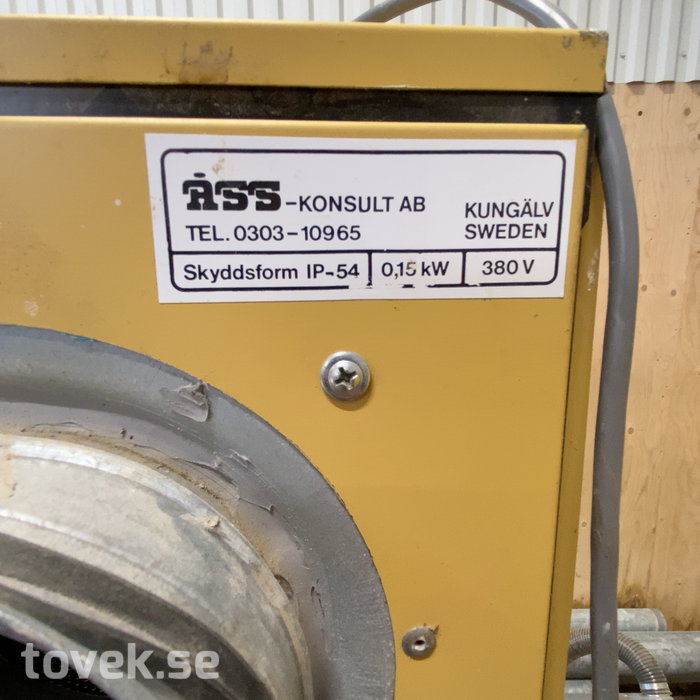 ÅSS-KONSULT AB
TEL. 0303-10965
KUNGÄLV
SWEDEN
Skyddsform IP-54 0,15 kW 380 V
tovek.se